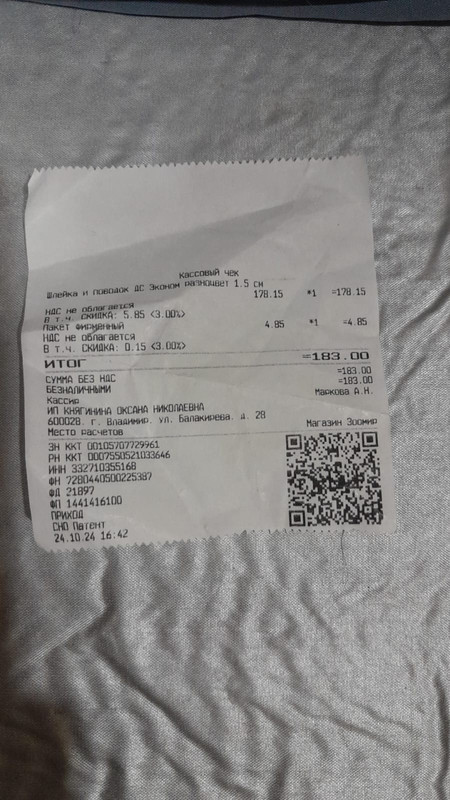 Кассовый чек
Шлейка и поводок ДС Эконом разноцвет 1.5 см
178.15 *1 =178.15
НДС не облагается
В т.ч. СКИДКА: 5.85 <3.00%>
Пакет фирменный
4.85 *1 =4.85
НДС не облагается
В т.ч. СКИДКА: 0.15 <3.00%>
ИТОГ =183.00
СУММА БЕЗ НДС =183.00
БЕЗНАЛИЧНЫМИ =183.00
Кассир Маркова А.Н.
ИП КНЯГИНИНА ОКСАНА НИКОЛАЕВНА
600028, г. Владимир, ул. Балакирева, д. 28
Место расчетов Магазин Зоомир
ЗН ККТ 00105707729961
РН ККТ 0007550521033646
ИНН 332710355168
ФН 7280440500225387
ФД 21897
ФП 1441416100
ПРИХОД
СНО Патент
24.10.24 16:42